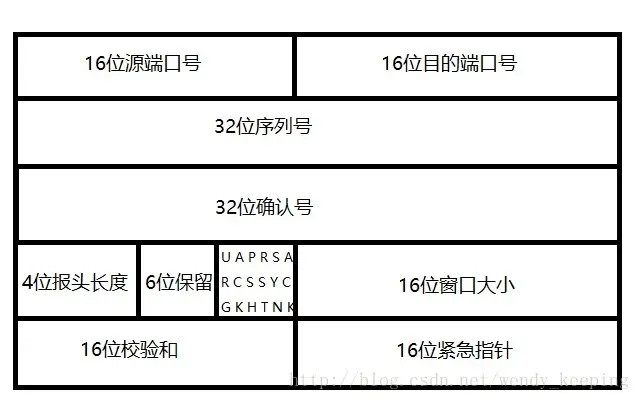 16位源端口号 16位目的端口号
32位序列号
32位确认号
4位报头长度 6位保留 UAPRSA 16位窗口大小
RCSSYC
GKHTNK
16位校验和 16位紧急指针
http://blog.csdn.net/wendy_keeping